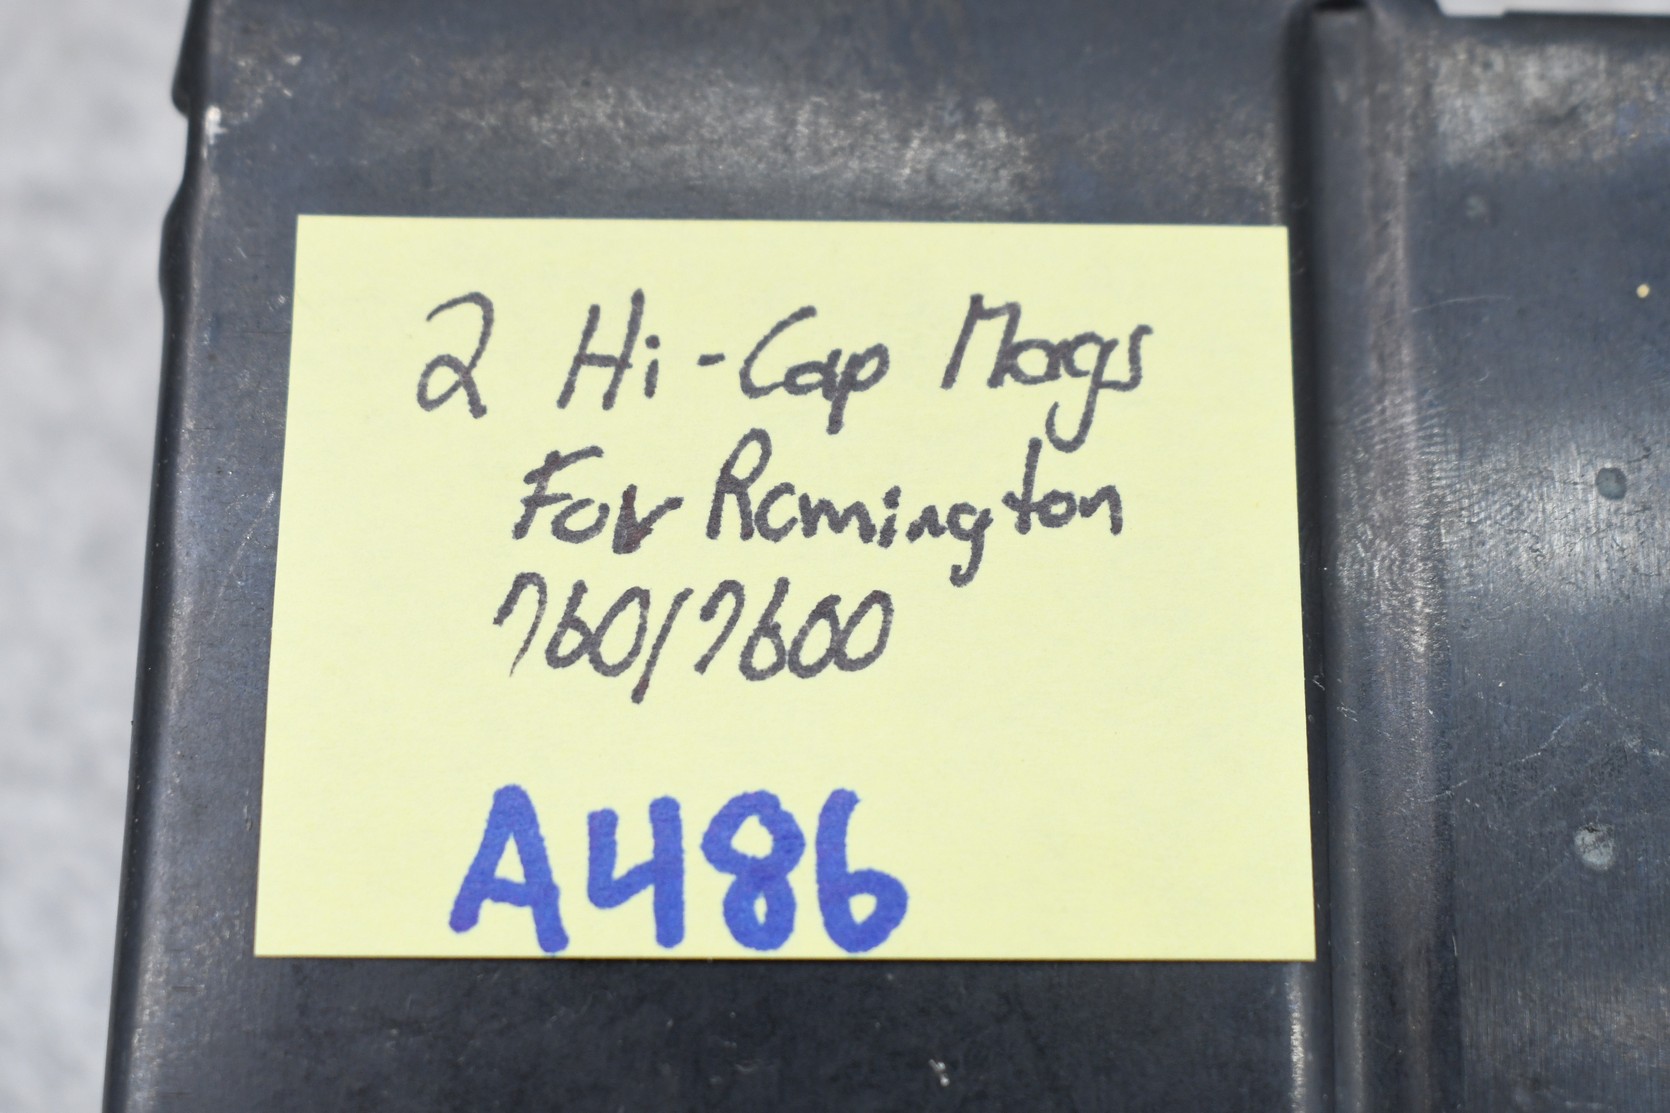 2 Hi-Cap Mags
For Remington
760/7600
A486